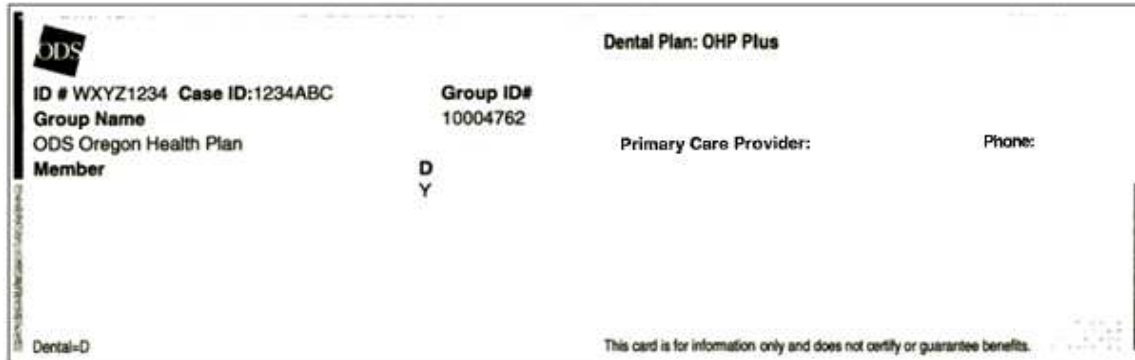 ODS
Dental Plan: OHP Plus
ID # WXYZ1234 Case ID:1234ABC Group ID#
Group Name 10004762
ODS Oregon Health Plan
Primary Care Provider: Phone:
Member D
Y
Dental=D
This card is for information only and does not certify or guarantee benefits.